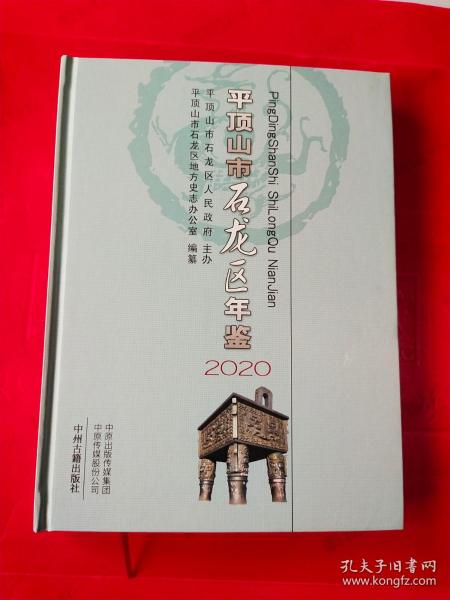 PingDingShanShi ShiLongQu NianJian
平顶山市石龙区年鉴
2020
平顶山市石龙区人民政府 主办
平顶山市石龙区地方史志办公室 编纂
中原出版传媒集团
中原传媒股份公司
中州古籍出版社
孔夫子旧书网
www.kongfz.com